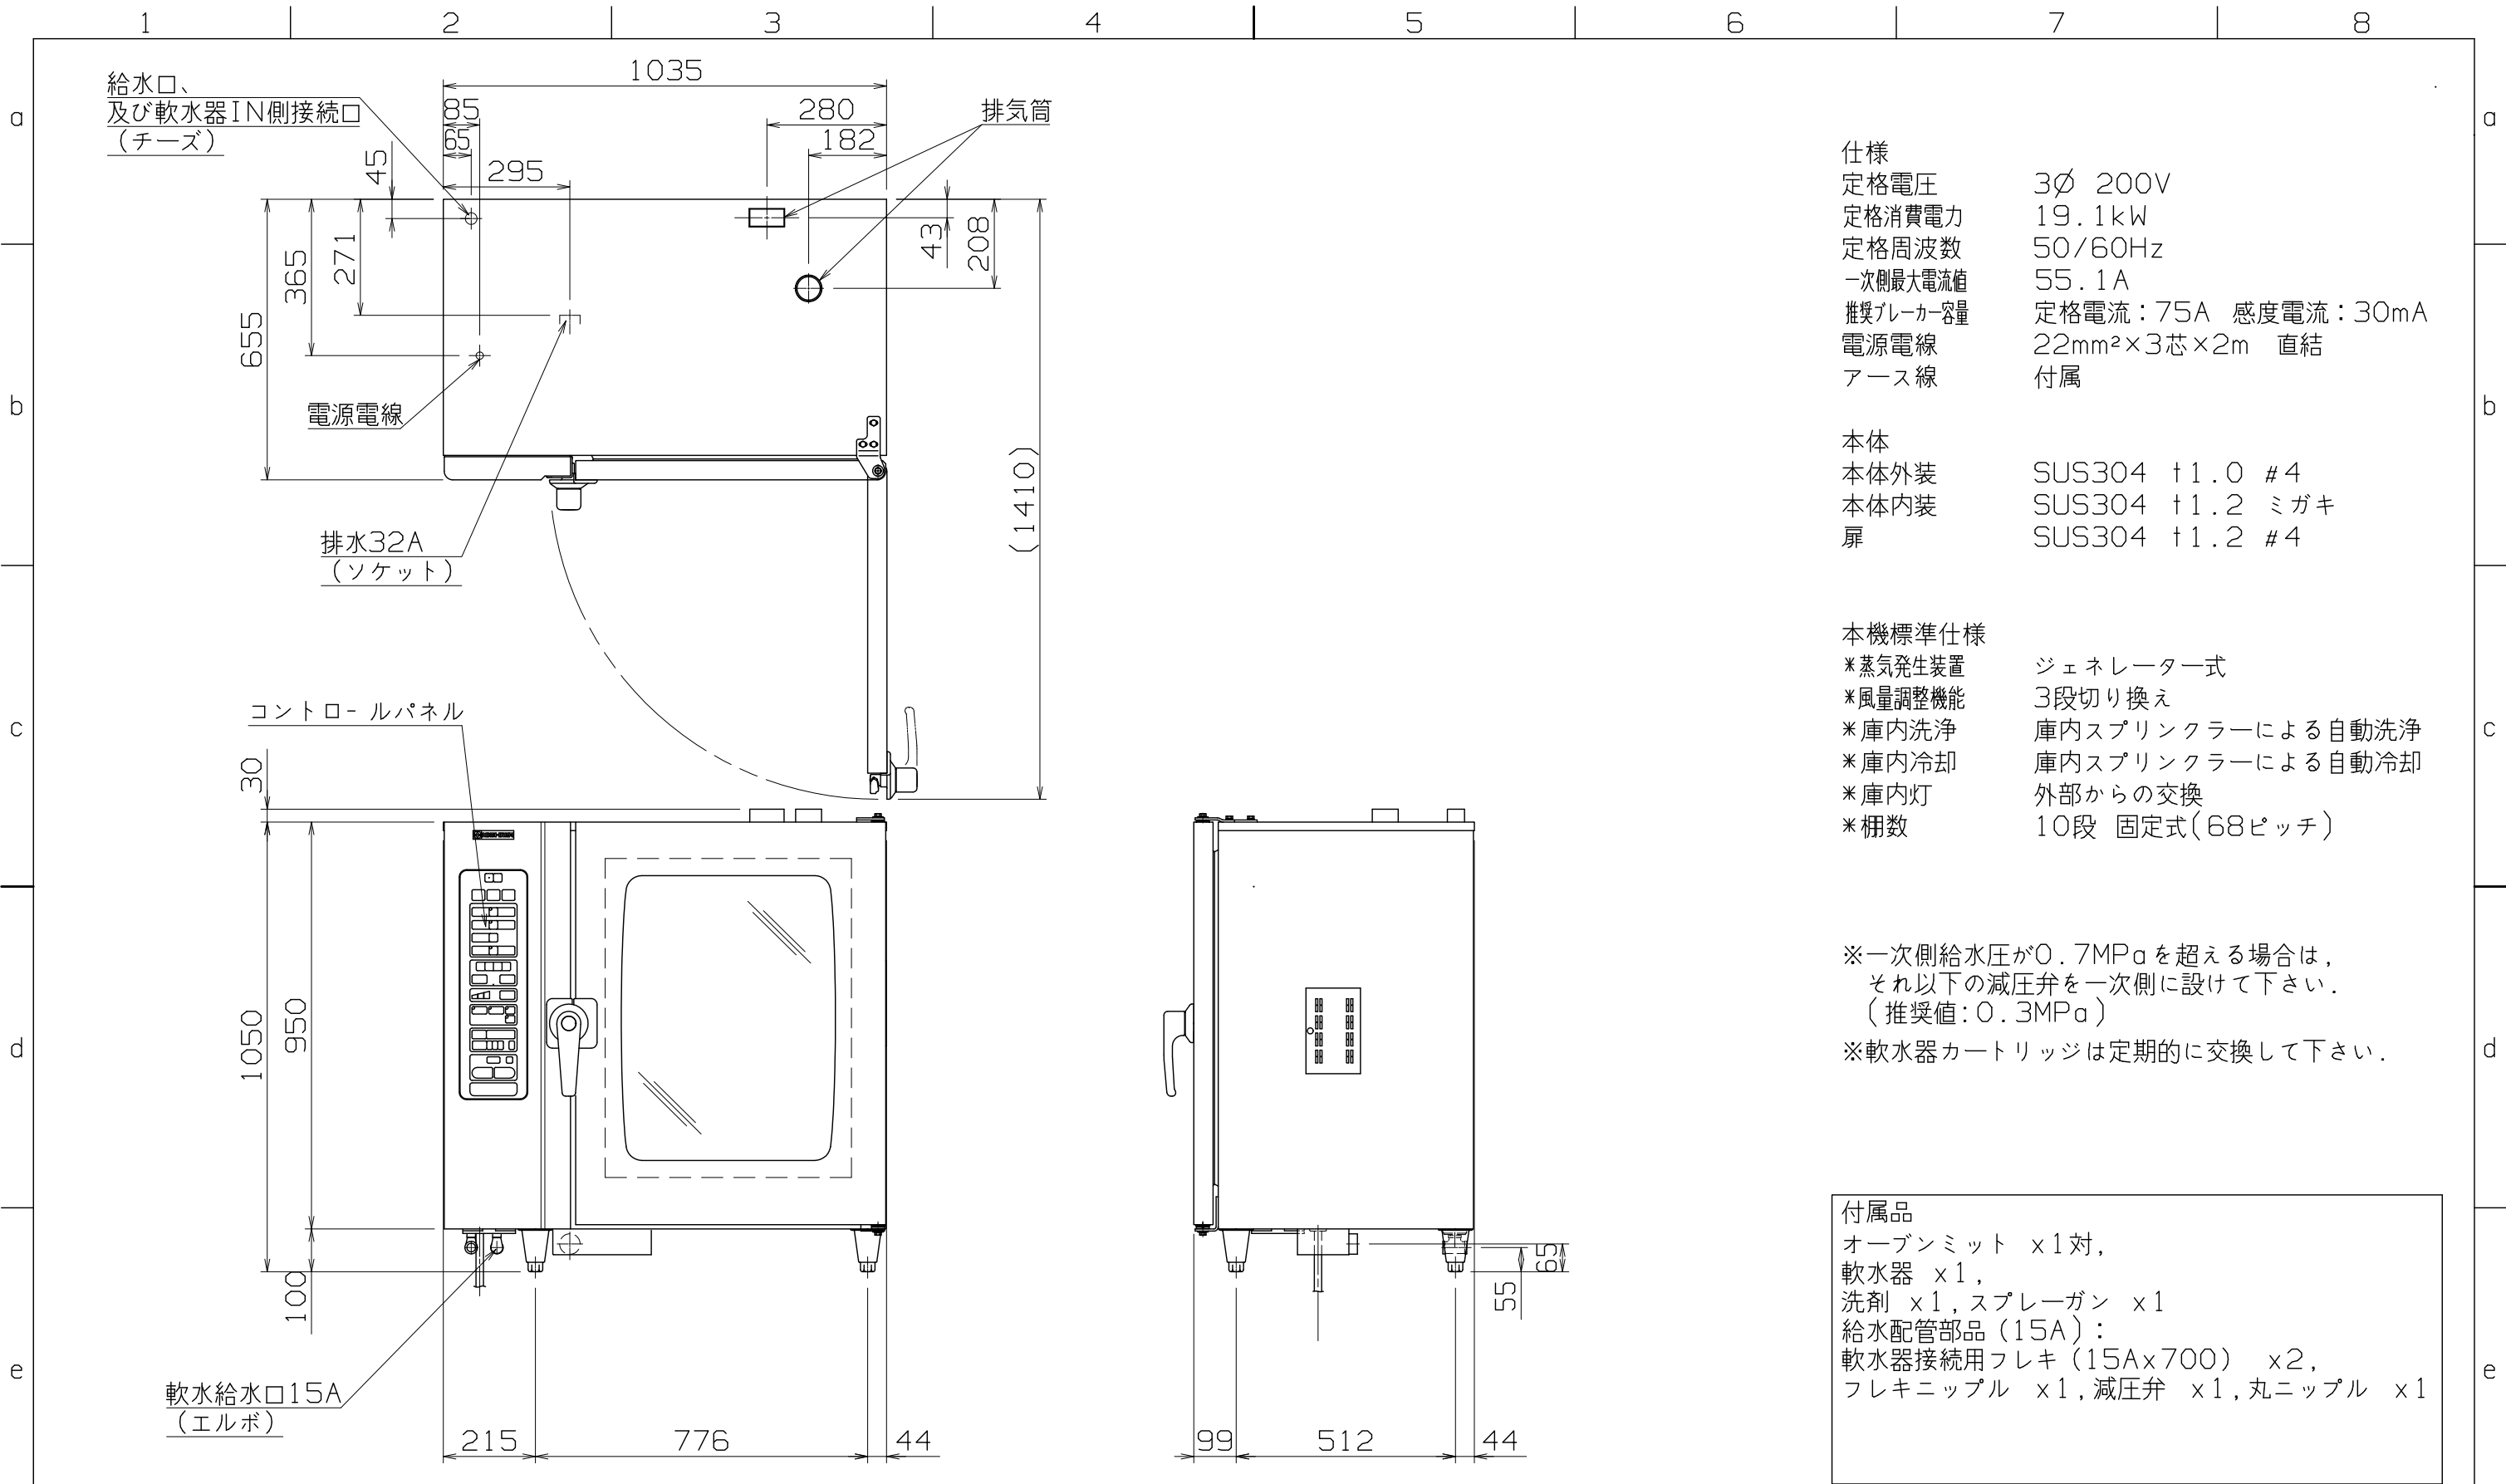 1 2 3 4 5 6 7 8
a a
b b
c c
d d
e e
給水口、
及び軟水器IN側接続口
(チーズ)
1035
85
65
295
45
280
182
排気筒
43
208
271
365
655
(1410)
電源電線
排水32A
(ソケット)
コントロ-ルパネル
30
950
1050
100
軟水給水口15A
(エルボ)
215
776
44
99
512
44
55
65
仕様
定格電圧 3∅ 200V
定格消費電力 19.1kW
定格周波数 50/60Hz
一次側最大電流値 55.1A
推奨ブレーカー容量 定格電流:75A 感度電流:30mA
電源電線 22mm²×3芯×2m 直結
アース線 付属
本体
本体外装 SUS304 t1.0 #4
本体内装 SUS304 t1.2 ミガキ
扉 SUS304 t1.2 #4
本機標準仕様
*蒸気発生装置 ジェネレーター式
*風量調整機能 3段切り換え
*庫内洗浄 庫内スプリンクラーによる自動洗浄
*庫内冷却 庫内スプリンクラーによる自動冷却
*庫内灯 外部からの交換
*棚数 10段 固定式(68ピッチ)
※一次側給水圧が0.7MPaを超える場合は,
それ以下の減圧弁を一次側に設けて下さい.
(推奨値:0.3MPa)
※軟水器カートリッジは定期的に交換して下さい.
付属品
オーブンミット x1対,
軟水器 x1,
洗剤 x1,スプレーガン x1
給水配管部品(15A):
軟水器接続用フレキ(15Ax700) x2,
フレキニップル x1,減圧弁 x1,丸ニップル x1